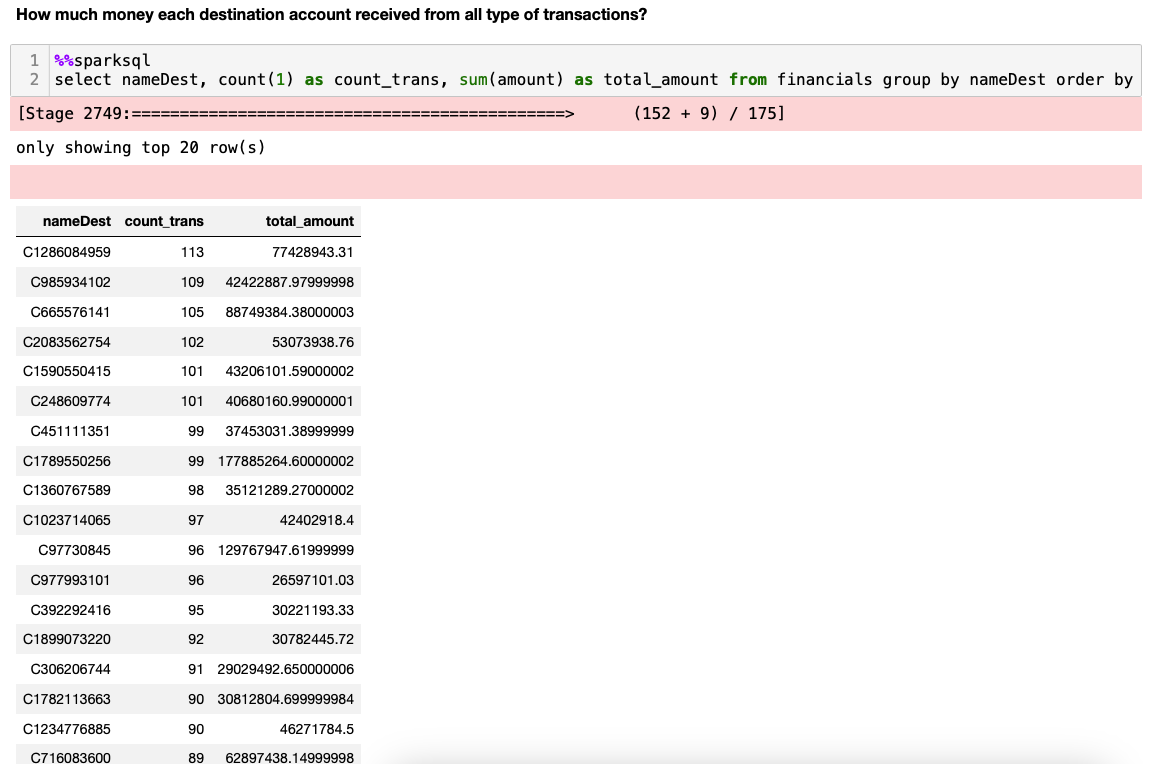 How much money each destination account received from all type of transactions?
1 %%sparksql
2 select nameDest, count(1) as count_trans, sum(amount) as total_amount from financials group by nameDest order by
[Stage 2749:=============================================> (152 + 9) / 175]
only showing top 20 row(s)
nameDest count_trans total_amount
C1286084959 113 77428943.31
C985934102 109 42422887.97999998
C665576141 105 88749384.38000003
C2083562754 102 53073938.76
C1590550415 101 43206101.59000002
C248609774 101 40680160.99000001
C451111351 99 37453031.38999999
C1789550256 99 177885264.60000002
C1360767589 98 35121289.27000002
C1023714065 97 42402918.4
C97730845 96 129767947.61999999
C977993101 96 26597101.03
C392292416 95 30221193.33
C1899073220 92 30782445.72
C306206744 91 29029492.650000006
C1782113663 90 30812804.699999984
C1234776885 90 46271784.5
C716083600 89 62897438.14999998